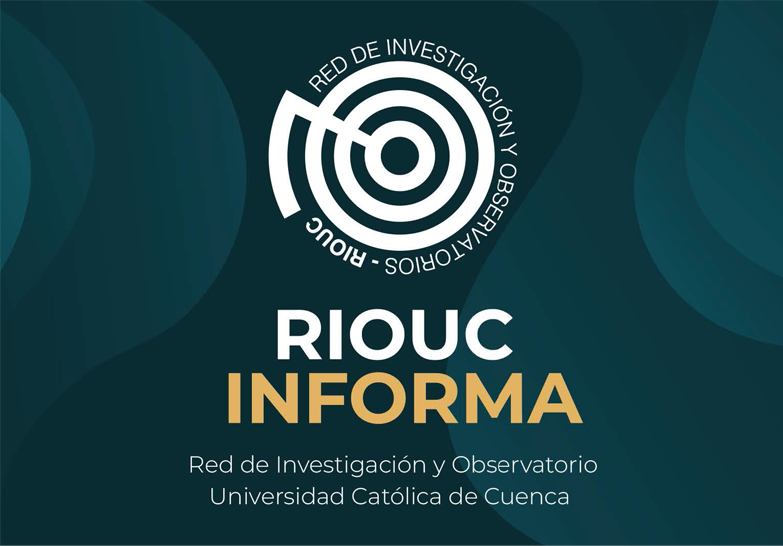 RED DE INVESTIGACIÓN Y OBSERVATORIOS - RIOUC
RIOUC
INFORMA
Red de Investigación y Observatorio
Universidad Católica de Cuenca